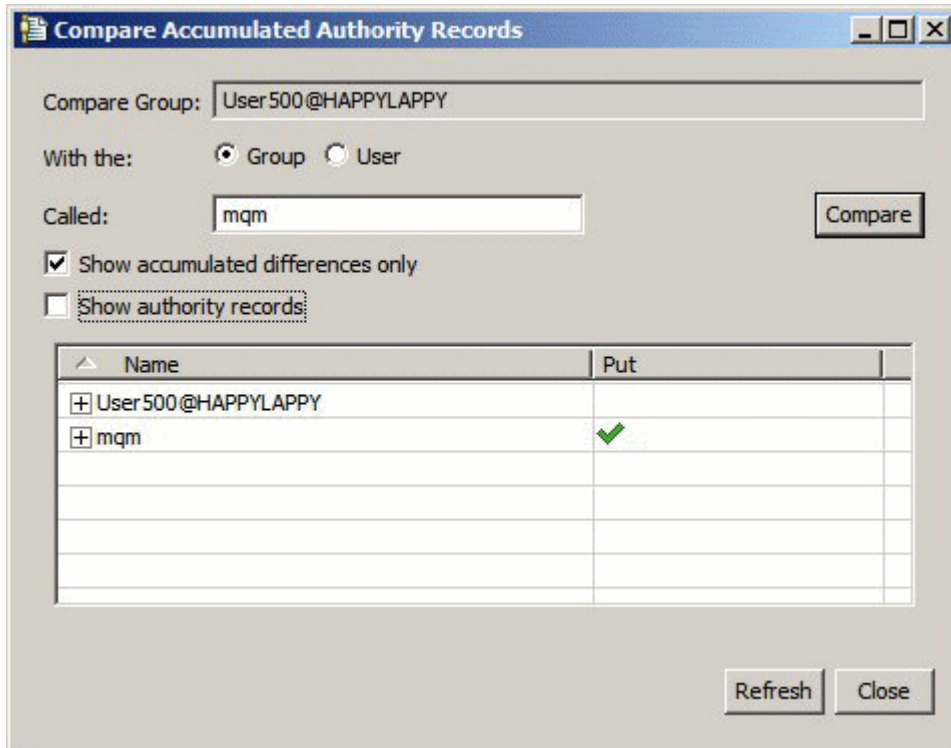 Compare Accumulated Authority Records
Compare Group: User500@HAPPYLAPPY
With the: Group User
Called: mqm Compare
Show accumulated differences only
Show authority records
Name Put
User500@HAPPYLAPPY
mqm
Refresh Close